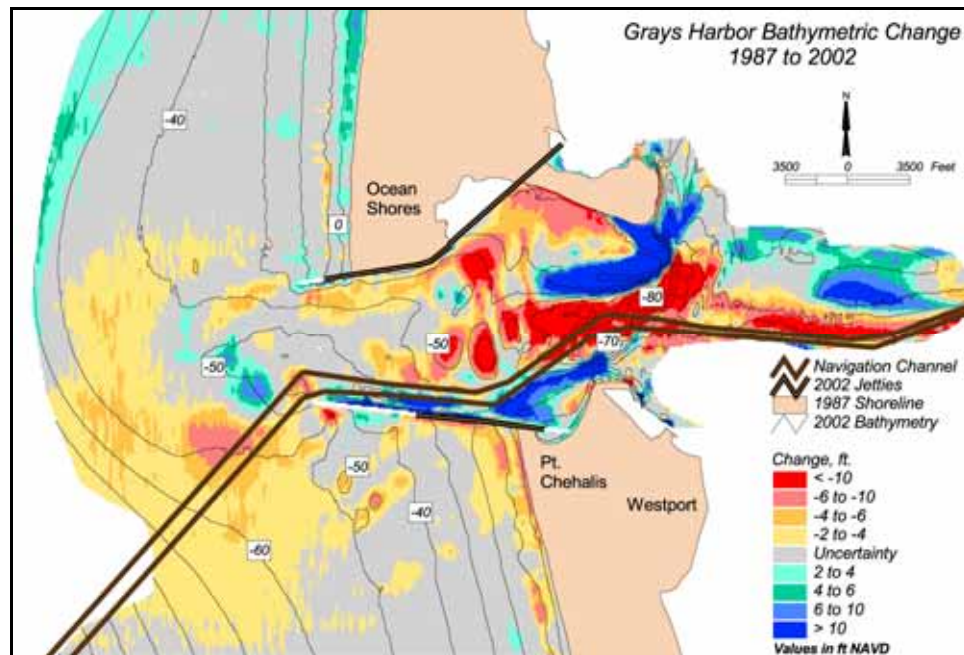 Grays Harbor Bathymetric Change
1987 to 2002
N
3500 0 3500 Feet
-40
Ocean
Shores
0
-80
-50
-70
-50
Navigation Channel
2002 Jetties
1987 Shoreline
2002 Bathymetry
Pt.
Chehalis
-50
-40
Westport
-60
Change, ft.
< -10
-6 to -10
-4 to -6
-2 to -4
Uncertainty
2 to 4
4 to 6
6 to 10
> 10
Values in ft NAVD